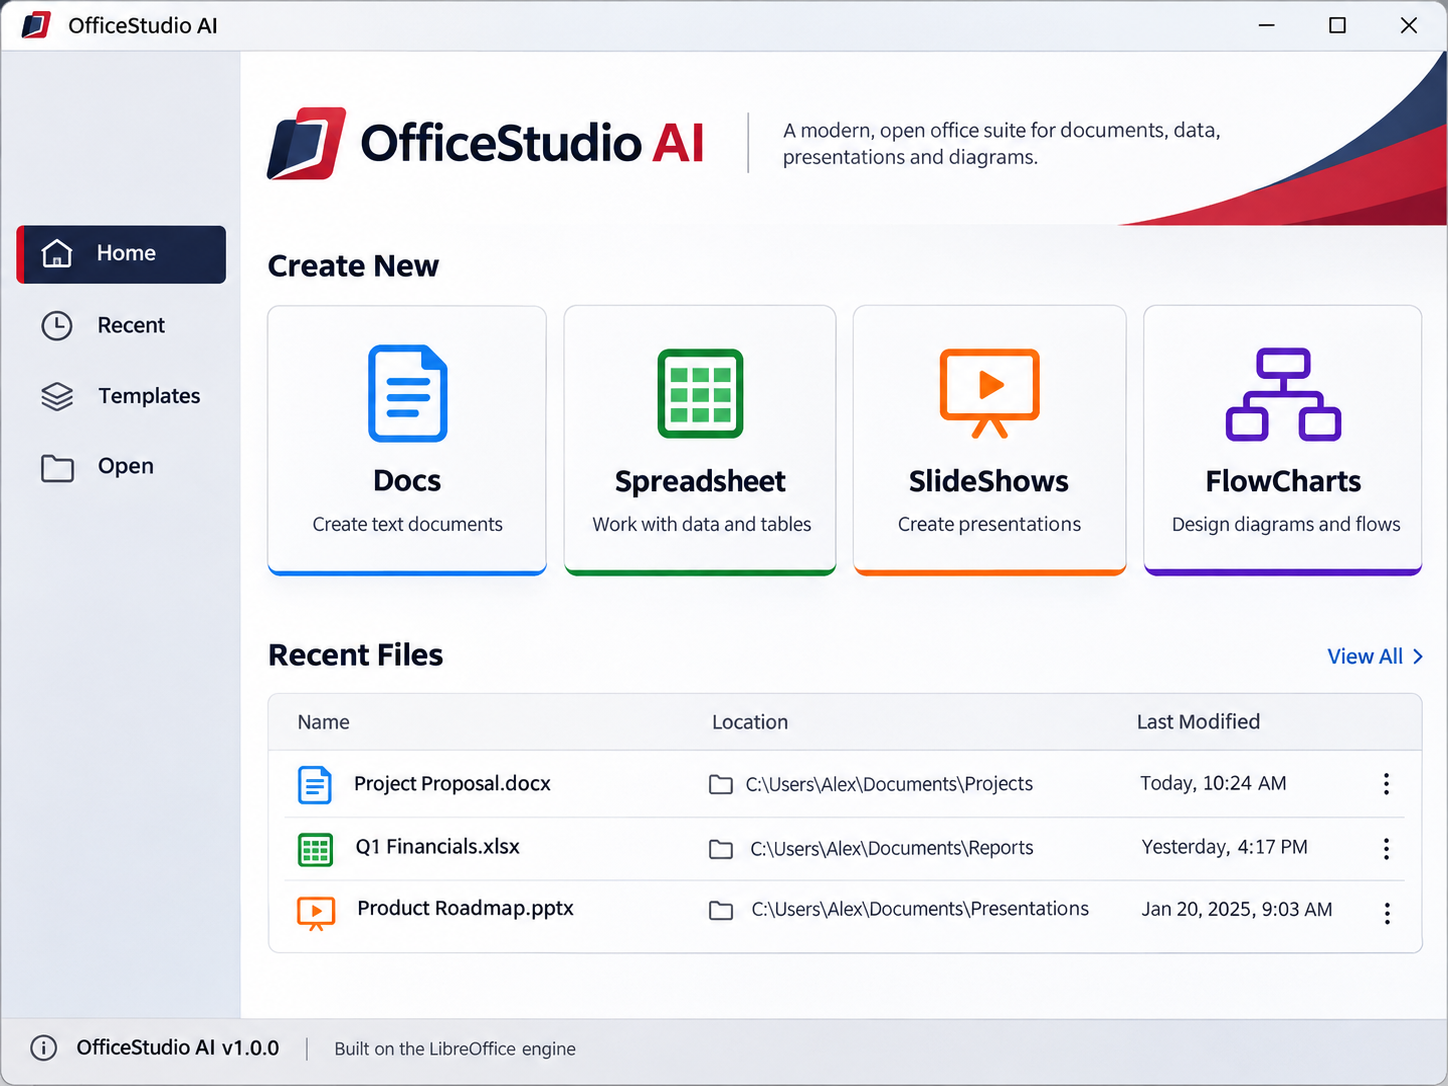 OfficeStudio AI
OfficeStudio AI
A modern, open office suite for documents, data,
presentations and diagrams.
Home
Recent
Templates
Open
Create New
Docs
Create text documents
Spreadsheet
Work with data and tables
SlideShows
Create presentations
FlowCharts
Design diagrams and flows
Recent Files
View All
Name Location Last Modified
Project Proposal.docx C:\Users\Alex\Documents\Projects Today, 10:24 AM
Q1 Financials.xlsx C:\Users\Alex\Documents\Reports Yesterday, 4:17 PM
Product Roadmap.pptx C:\Users\Alex\Documents\Presentations Jan 20, 2025, 9:03 AM
OfficeStudio AI v1.0.0 Built on the LibreOffice engine